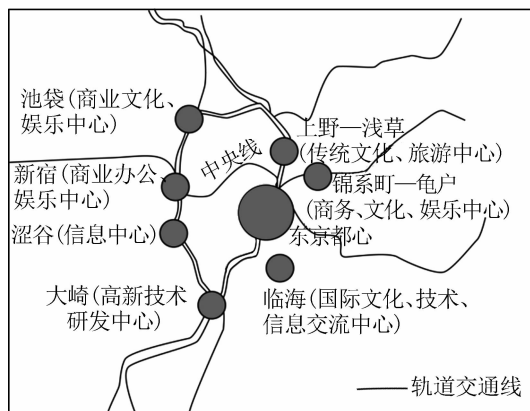 池袋(商业文化、
娱乐中心)
上野—浅草
(传统文化、旅游中心)
中央线
新宿(商业办公、
娱乐中心)
锦系町—龟户
(商务、文化、娱乐中心)
涩谷(信息中心)
东京都心
大崎(高新技术
研发中心)
临海(国际文化、技术、
信息交流中心)
轨道交通线